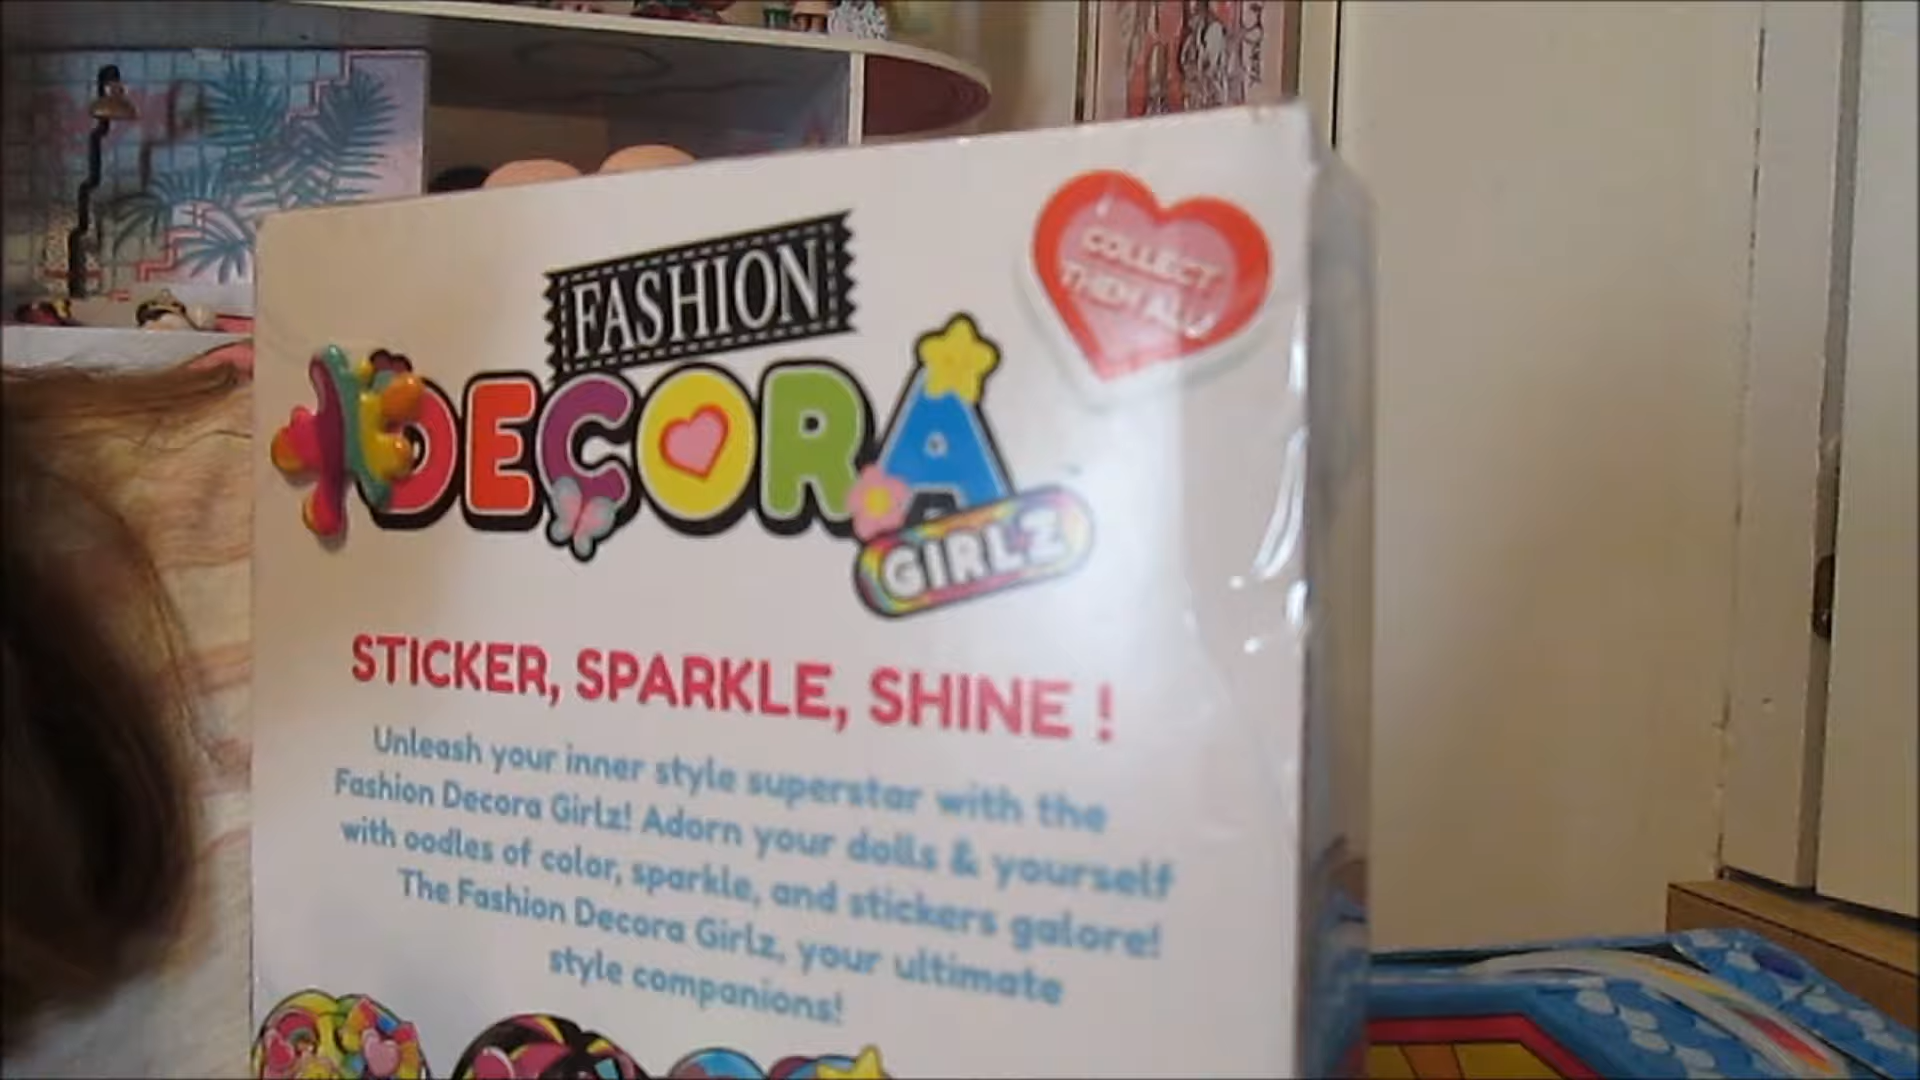 FASHION
DECORA
GIRLZ
COLLECT
THEM ALL!
STICKER, SPARKLE, SHINE !
Unleash your inner style superstar with the
Fashion Decora Girlz! Adorn your dolls & yourself
with oodles of color, sparkle, and stickers galore!
The Fashion Decora Girlz, your ultimate
style companions!